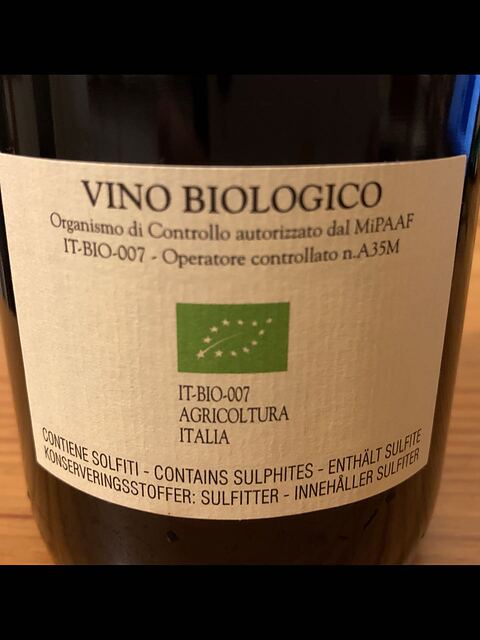 VINO BIOLOGICO
Organismo di Controllo autorizzato dal MiPAAF
IT-BIO-007 - Operatore controllato n.A35M
IT-BIO-007
AGRICOLTURA
ITALIA
CONTIENE SOLFITI - CONTAINS SULPHITES - ENTHÄLT SULFITE
KONSERVERINGSSTOFFER: SULFITTER - INNEHÅLLER SULFITER